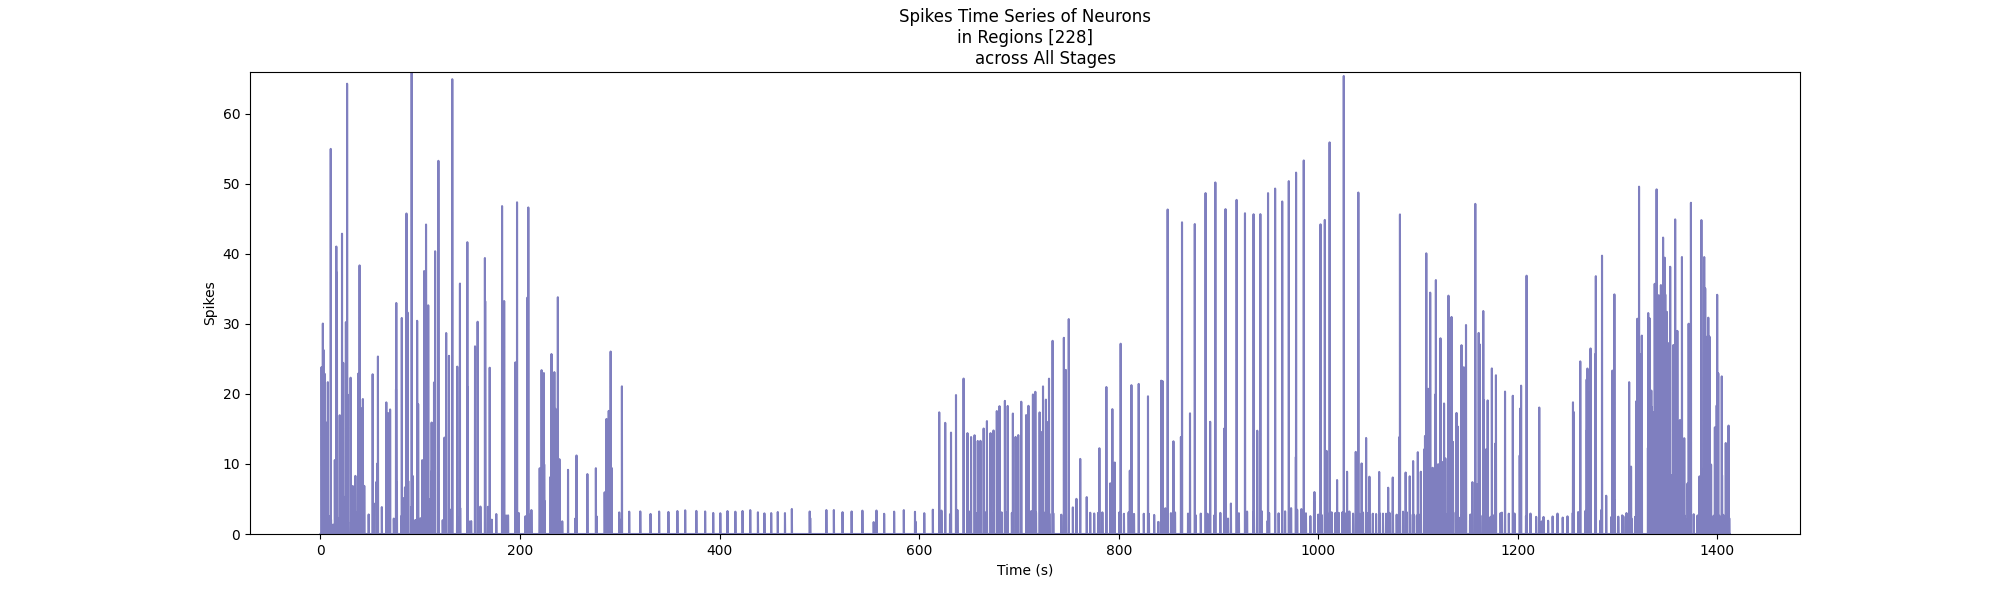 Spikes Time Series of Neurons
in Regions [228]
across All Stages
60
50
40
30
20
10
0
Spikes
0 200 400 600 800 1000 1200 1400
Time (s)